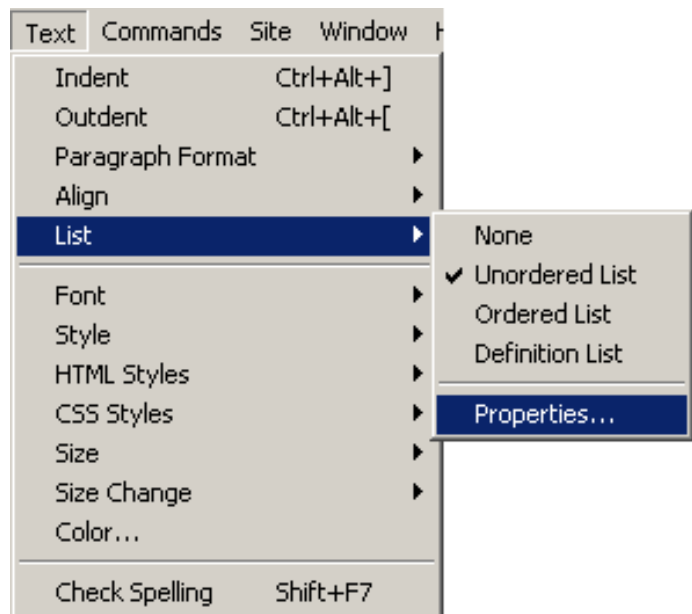 Text Commands Site Window
Indent Ctrl+Alt+]
Outdent Ctrl+Alt+[
Paragraph Format
Align
List
None
Unordered List
Ordered List
Definition List
Properties...
Font
Style
HTML Styles
CSS Styles
Size
Size Change
Color...
Check Spelling Shift+F7